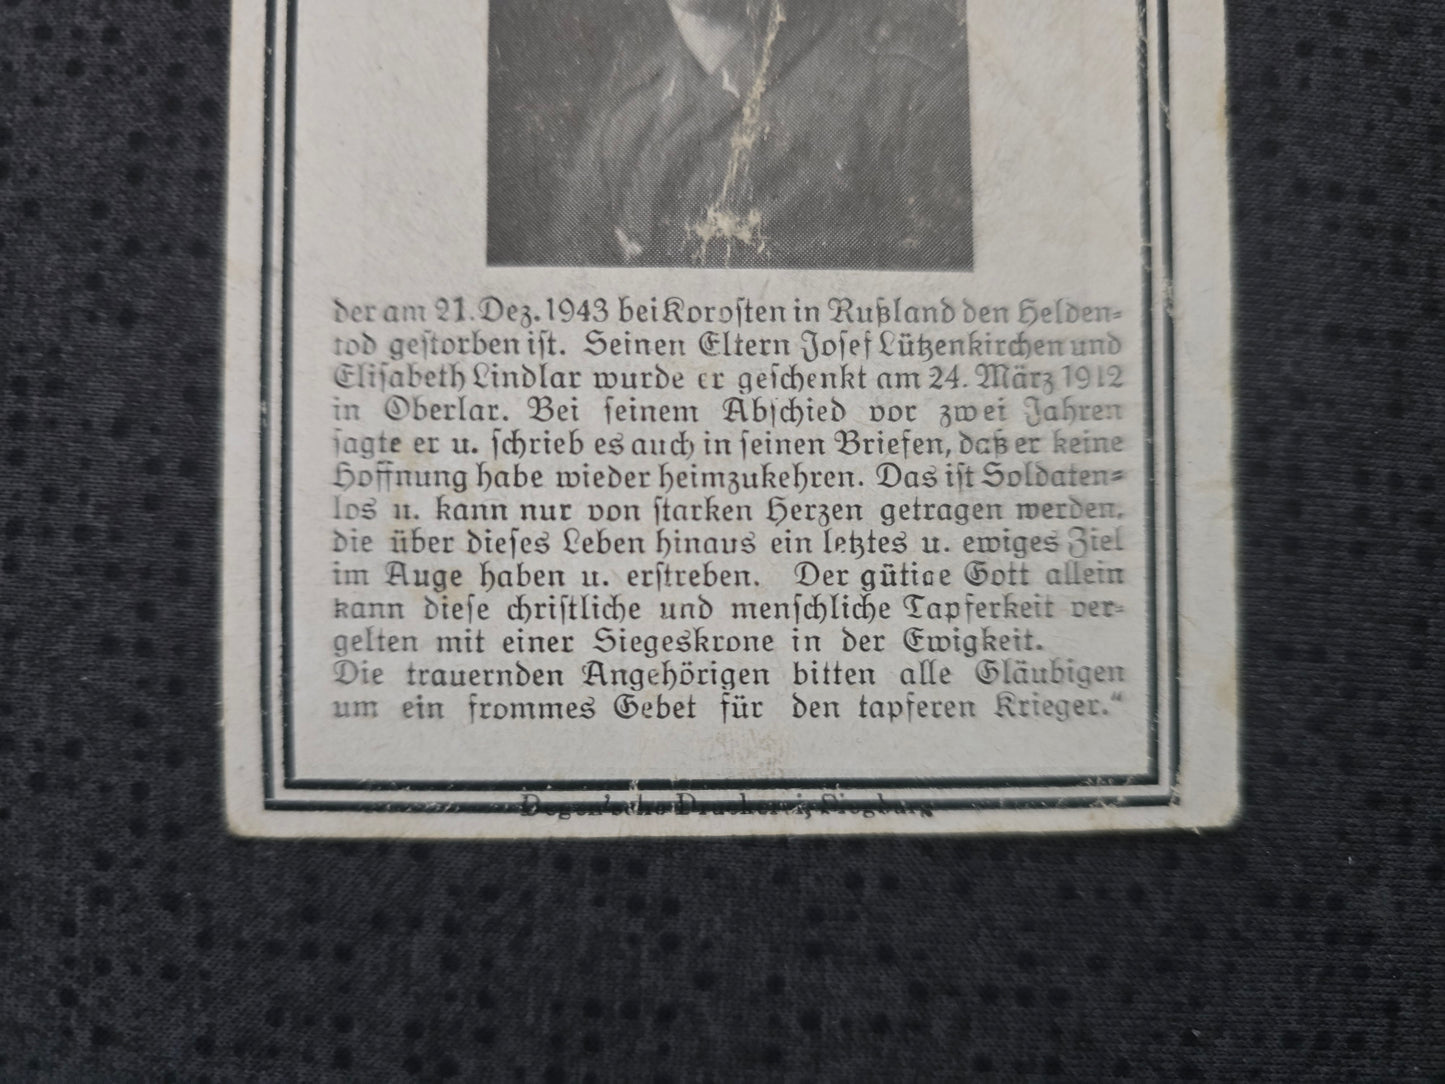 der am 21. Dez. 1943 bei Korosten in Rußland den Helden-
tod gestorben ist. Seinen Eltern Josef Lützenkirchen und
Elisabeth Lindlar wurde er geschenkt am 24. März 1912
in Oberlar. Bei seinem Abschied vor zwei Jahren
sagte er u. schrieb es auch in seinen Briefen, daß er keine
Hoffnung habe wieder heimzukehren. Das ist Soldaten-
los u. kann nur von starken Herzen getragen werden,
die über dieses Leben hinaus ein letztes u. ewiges Ziel
im Auge haben u. erstreben. Der gütige Gott allein
kann diese christliche und menschliche Tapferkeit ver-
gelten mit einer Siegeskrone in der Ewigkeit.
Die trauernden Angehörigen bitten alle Gläubigen
um ein frommes Gebet für den tapferen Krieger.“
Degen'sche Druckerei, Siegburg